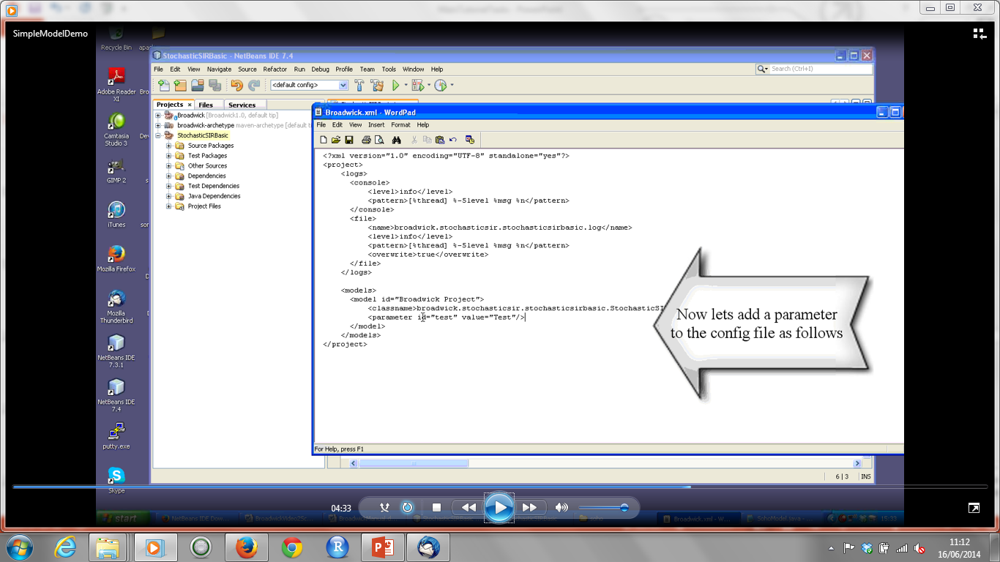 SimpleModelDemo
Recycle Bin
StochasticSIRBasic - NetBeans IDE 7.4
File Edit View Navigate Source Refactor Run Debug Profile Team Tools Window Help
Search (Ctrl+I)
<default config>
Projects Files Services
Broadwick [Broadwick1.0, default tip]
broadwick-archetype maven-archetype [default t
StochasticSIRBasic
Source Packages
Test Packages
Other Sources
Dependencies
Test Dependencies
Java Dependencies
Project Files
Adobe Reader
XI
Camtasia
Studio 3
GIMP 2
iTunes
Mozilla Firefox
Mozilla
Thunderbird
NetBeans IDE
7.3.1
NetBeans IDE
7.4
putty.exe
Skype
Broadwick.xml - WordPad
File Edit View Insert Format Help
<?xml version="1.0" encoding="UTF-8" standalone="yes"?>
<project>
<logs>
<console>
<level>info</level>
<pattern>[%thread] %-5level %msg %n</pattern>
</console>
<file>
<name>broadwick.stochasticsir.stochasticsirbasic.log</name>
<level>info</level>
<pattern>[%thread] %-5level %msg %n</pattern>
<overwrite>true</overwrite>
</file>
</logs>
<models>
<model id="Broadwick Project">
<classname>broadwick.stochasticsir.stochasticsirbasic.StochasticSI
<parameter id="test" value="Test"/>
</model>
</models>
</project>
Now lets add a parameter
to the config file as follows
For Help, press F1
6 | 3 INS
04:33
start
NetBeans IDE Dow...
Broadwick.xml - W...
SohoModel.java -
15:33
11:12
16/06/2014